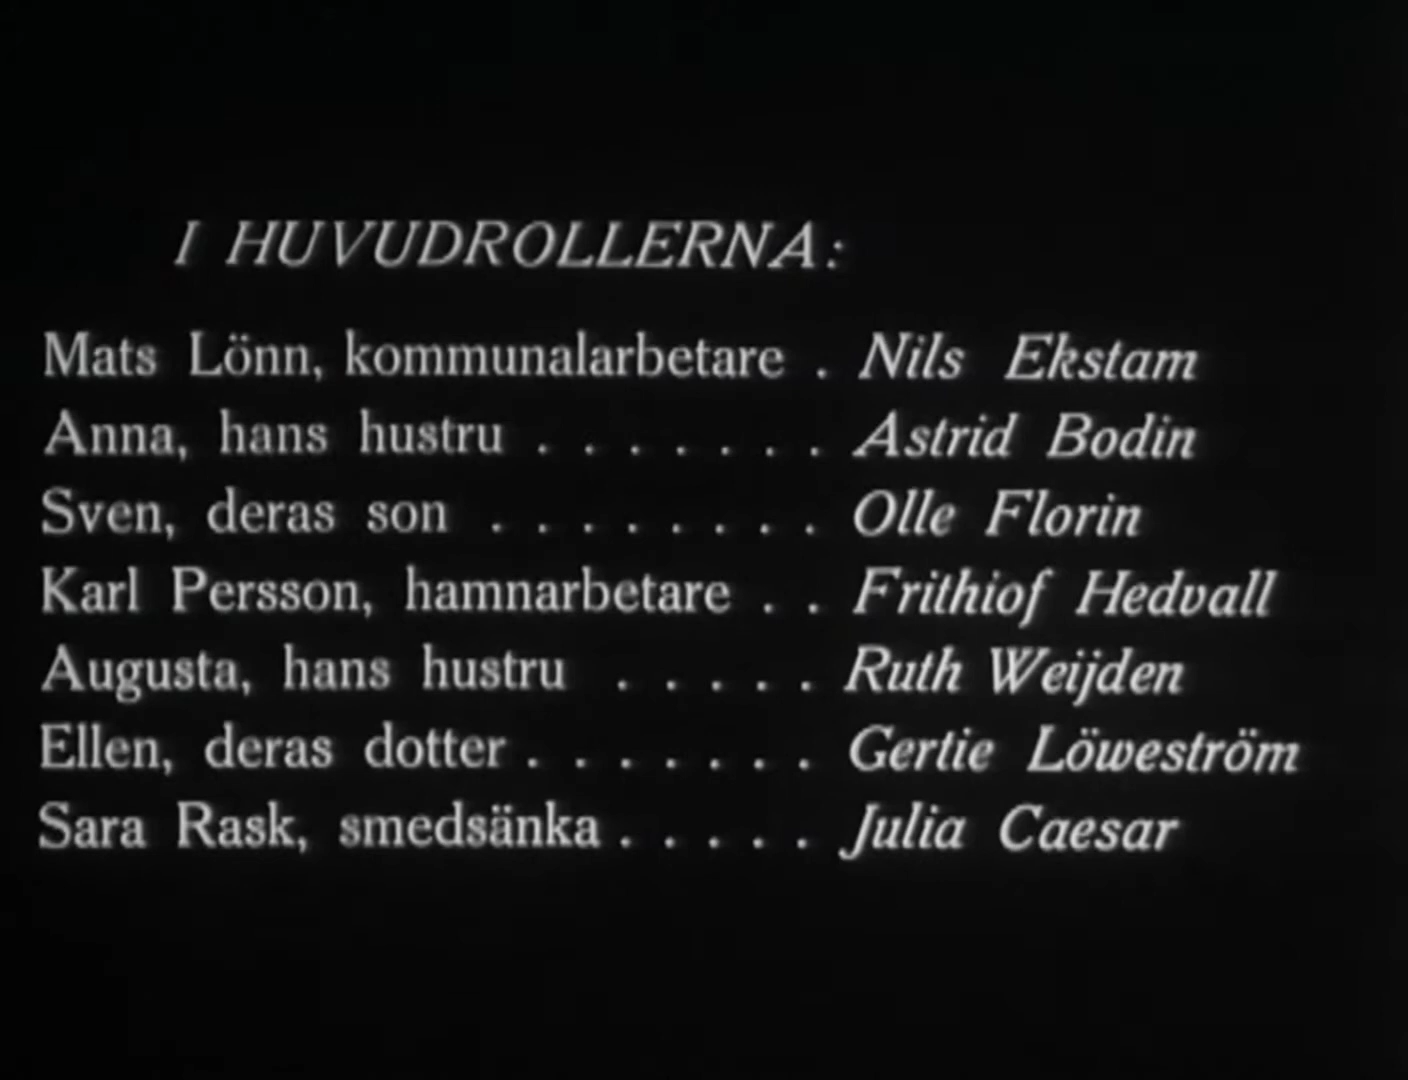 I HUVUDROLLERNA:
Mats Lönn, kommunalarbetare . Nils Ekstam
Anna, hans hustru . . . . . . . Astrid Bodin
Sven, deras son . . . . . . . . Olle Florin
Karl Persson, hamnarbetare . . Frithiof Hedvall
Augusta, hans hustru . . . . . Ruth Weijden
Ellen, deras dotter . . . . . . . Gertie Löweström
Sara Rask, smedsänka . . . . . Julia Caesar